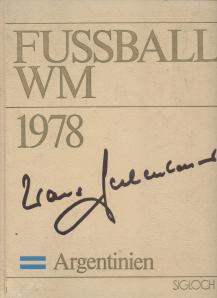 FUSSBALL
WM
1978
Argentinien
SIGLOCH